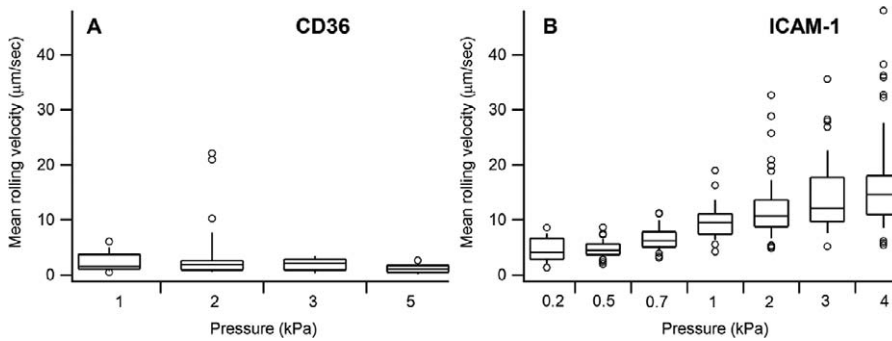 A CD36
Mean rolling velocity (µm/sec)
40
30
20
10
0
1 2 3 5
Pressure (kPa)
B ICAM-1
Mean rolling velocity (µm/sec)
40
30
20
10
0
0.2 0.5 0.7 1 2 3 4
Pressure (kPa)